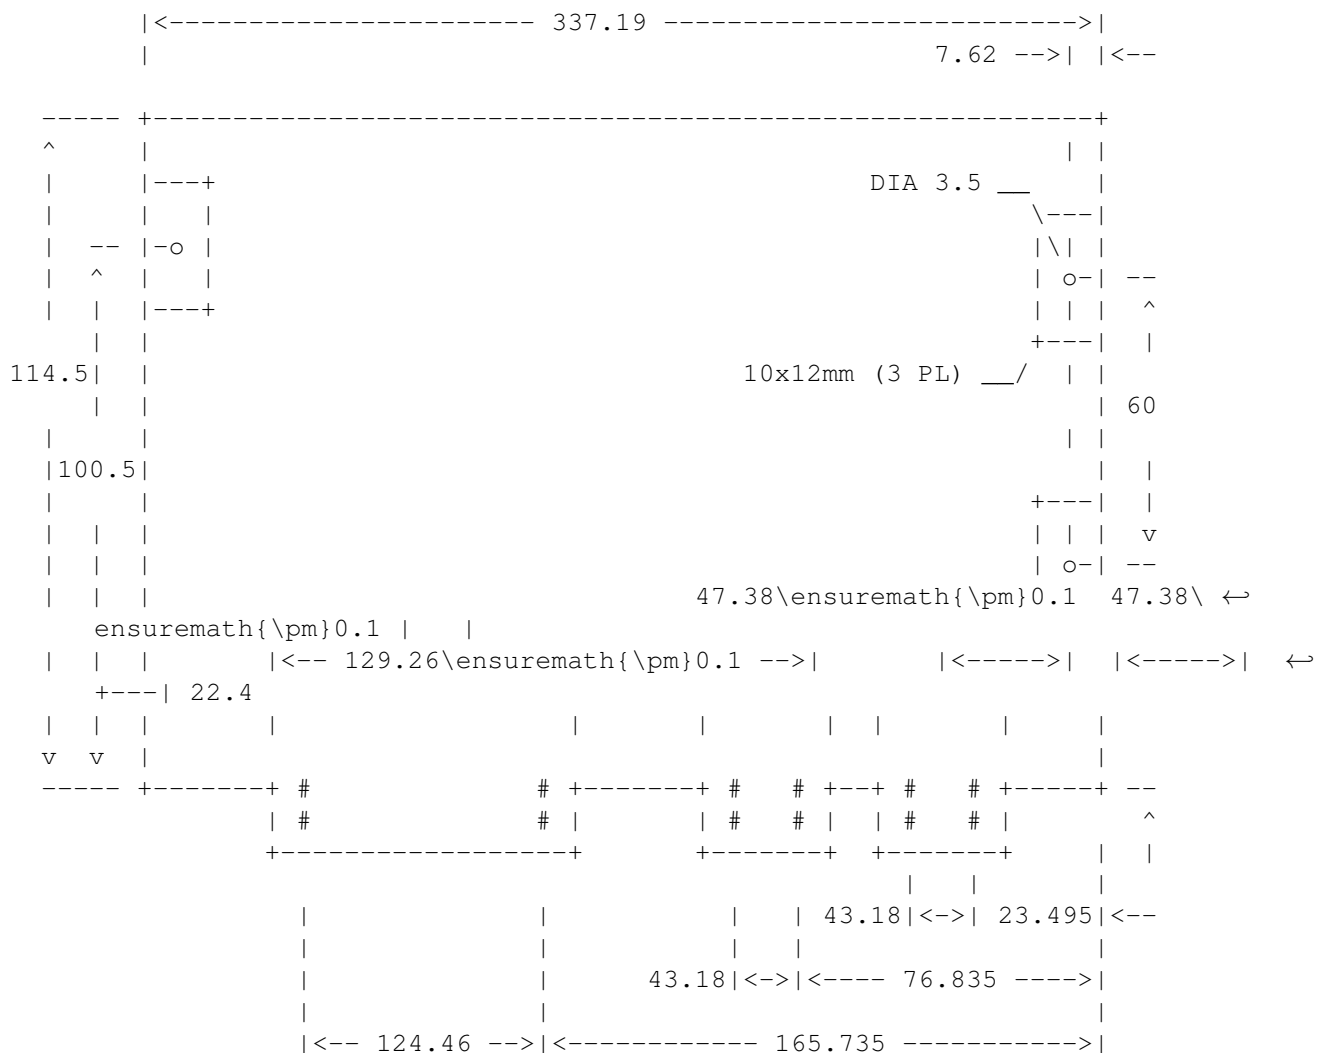 337.19
7.62
DIA 3.5
114.5
10x12mm (3 PL)
60
100.5
47.38\ensuremath{\pm}0.1 47.38\ ↩
ensuremath{\pm}0.1
129.26\ensuremath{\pm}0.1 ↩
22.4
43.18 23.495
43.18 76.835
124.46 165.735